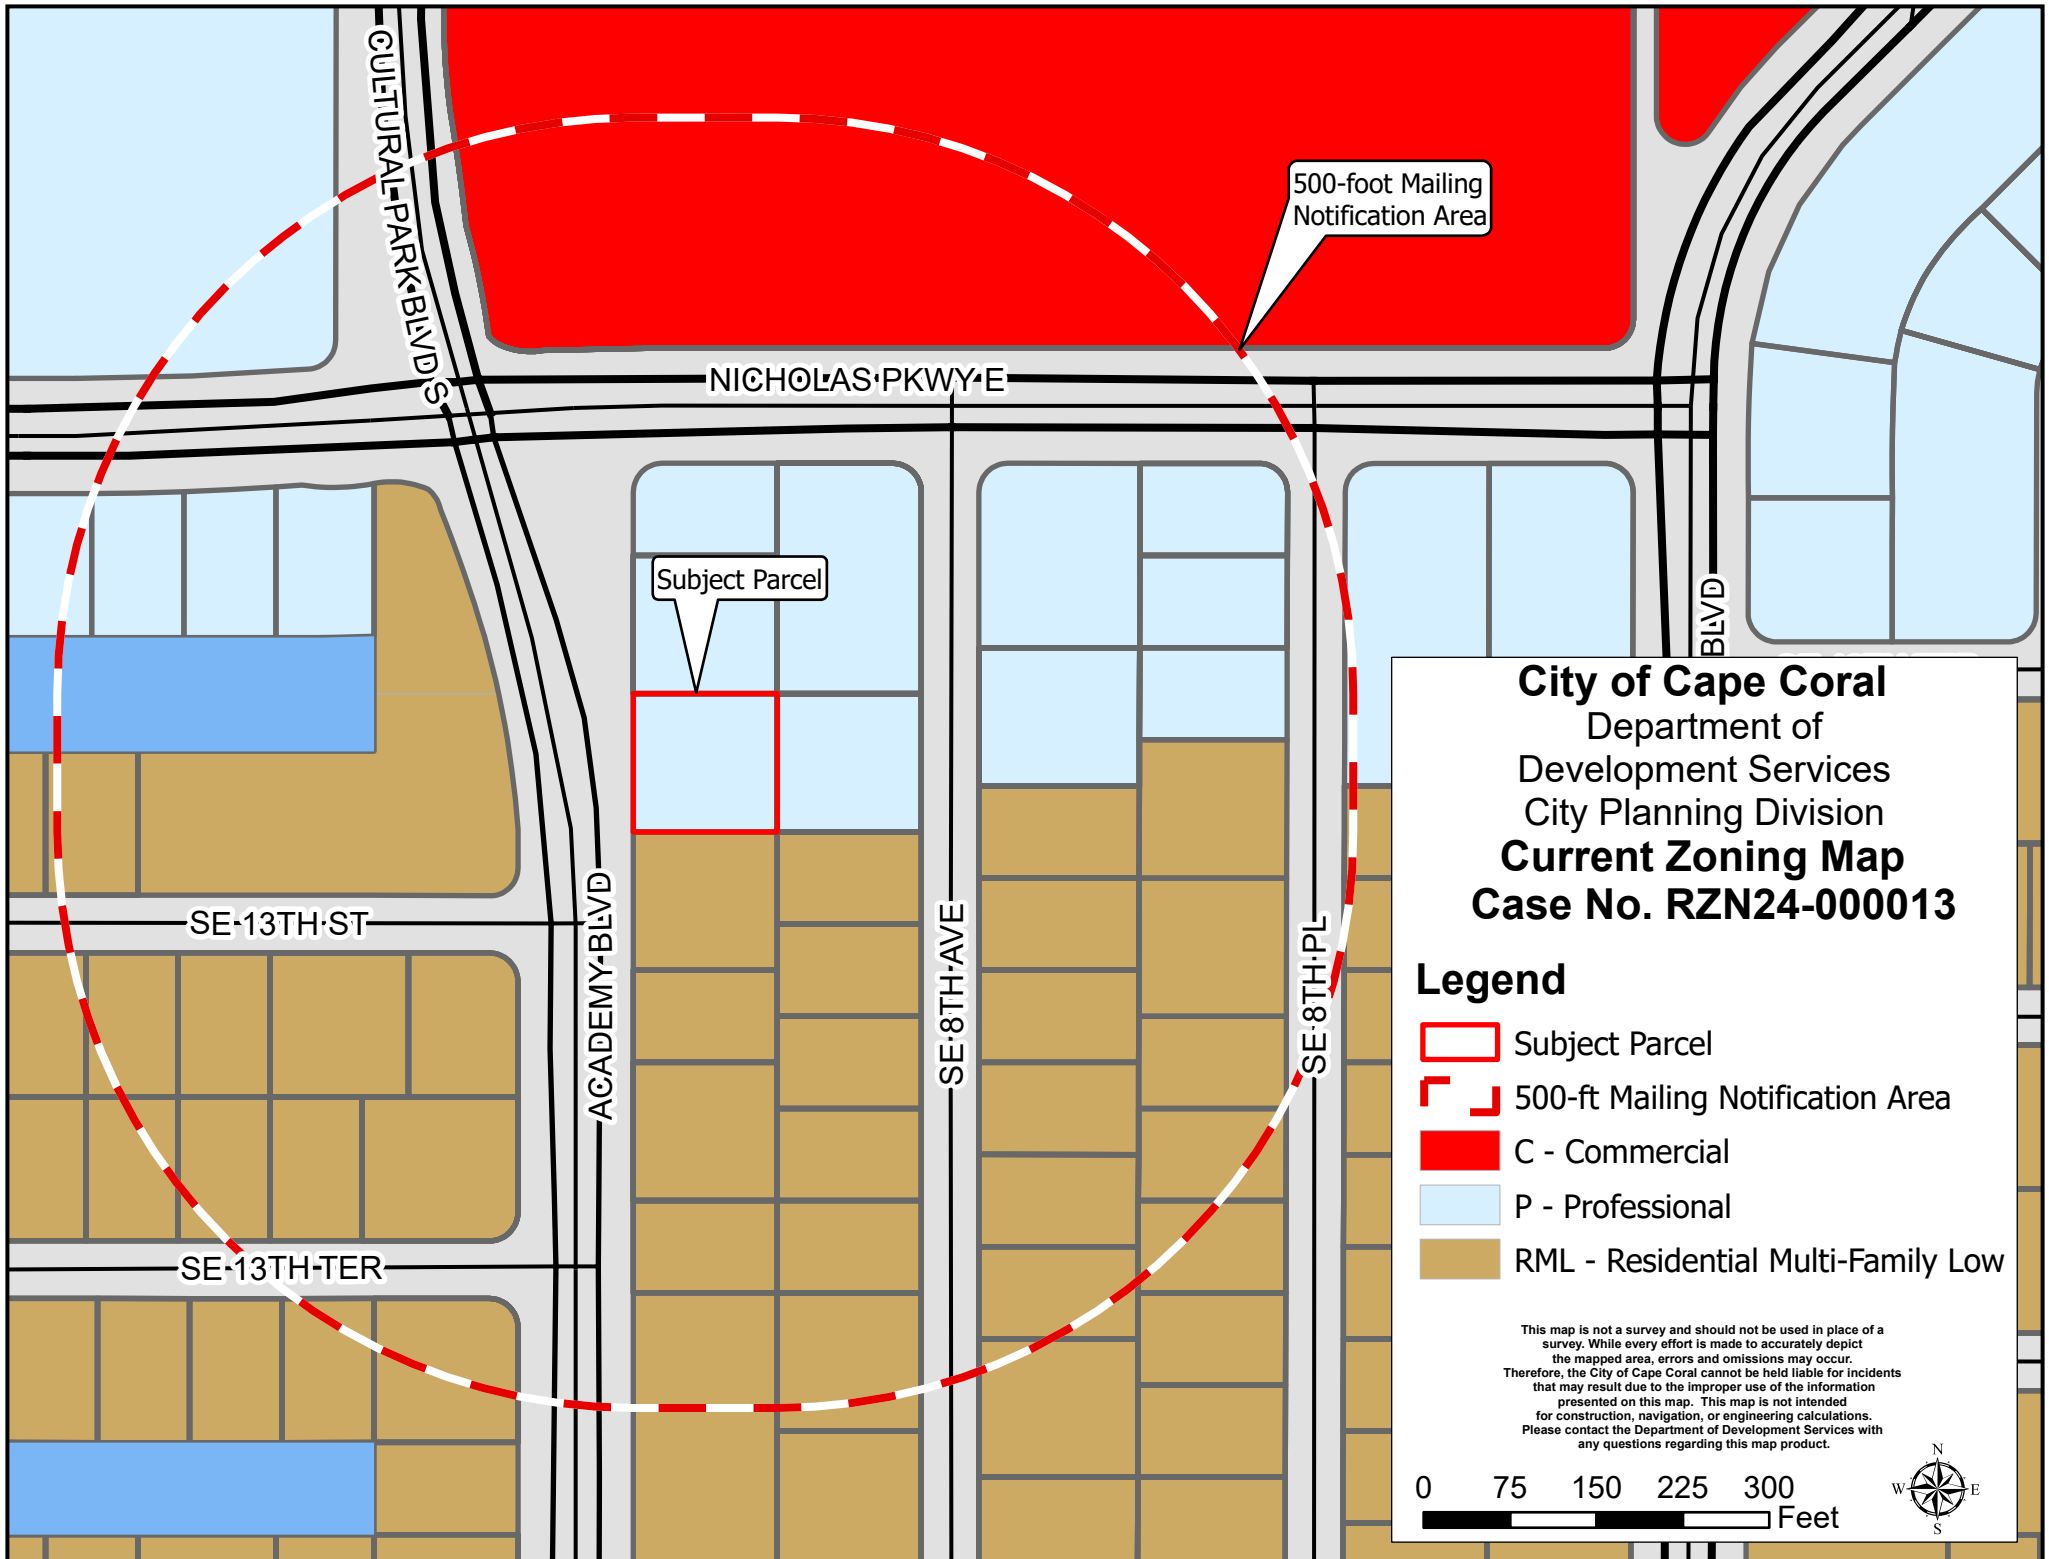 CULTURAL PARK BLVD S
500-foot Mailing
Notification Area
NICHOLAS PKWY E
Subject Parcel
BLVD
SE 13TH ST
ACADEMY BLVD
SE 8TH AVE
SE 8TH PL
SE 13TH TER
City of Cape Coral
Department of
Development Services
City Planning Division
Current Zoning Map
Case No. RZN24-000013
Legend
Subject Parcel
500-ft Mailing Notification Area
C - Commercial
P - Professional
RML - Residential Multi-Family Low
This map is not a survey and should not be used in place of a
survey. While every effort is made to accurately depict
the mapped area, errors and omissions may occur.
Therefore, the City of Cape Coral cannot be held liable for incidents
that may result due to the improper use of the information
presented on this map. This map is not intended
for construction, navigation, or engineering calculations.
Please contact the Department of Development Services with
any questions regarding this map product.
N
W E
S
0 75 150 225 300
Feet